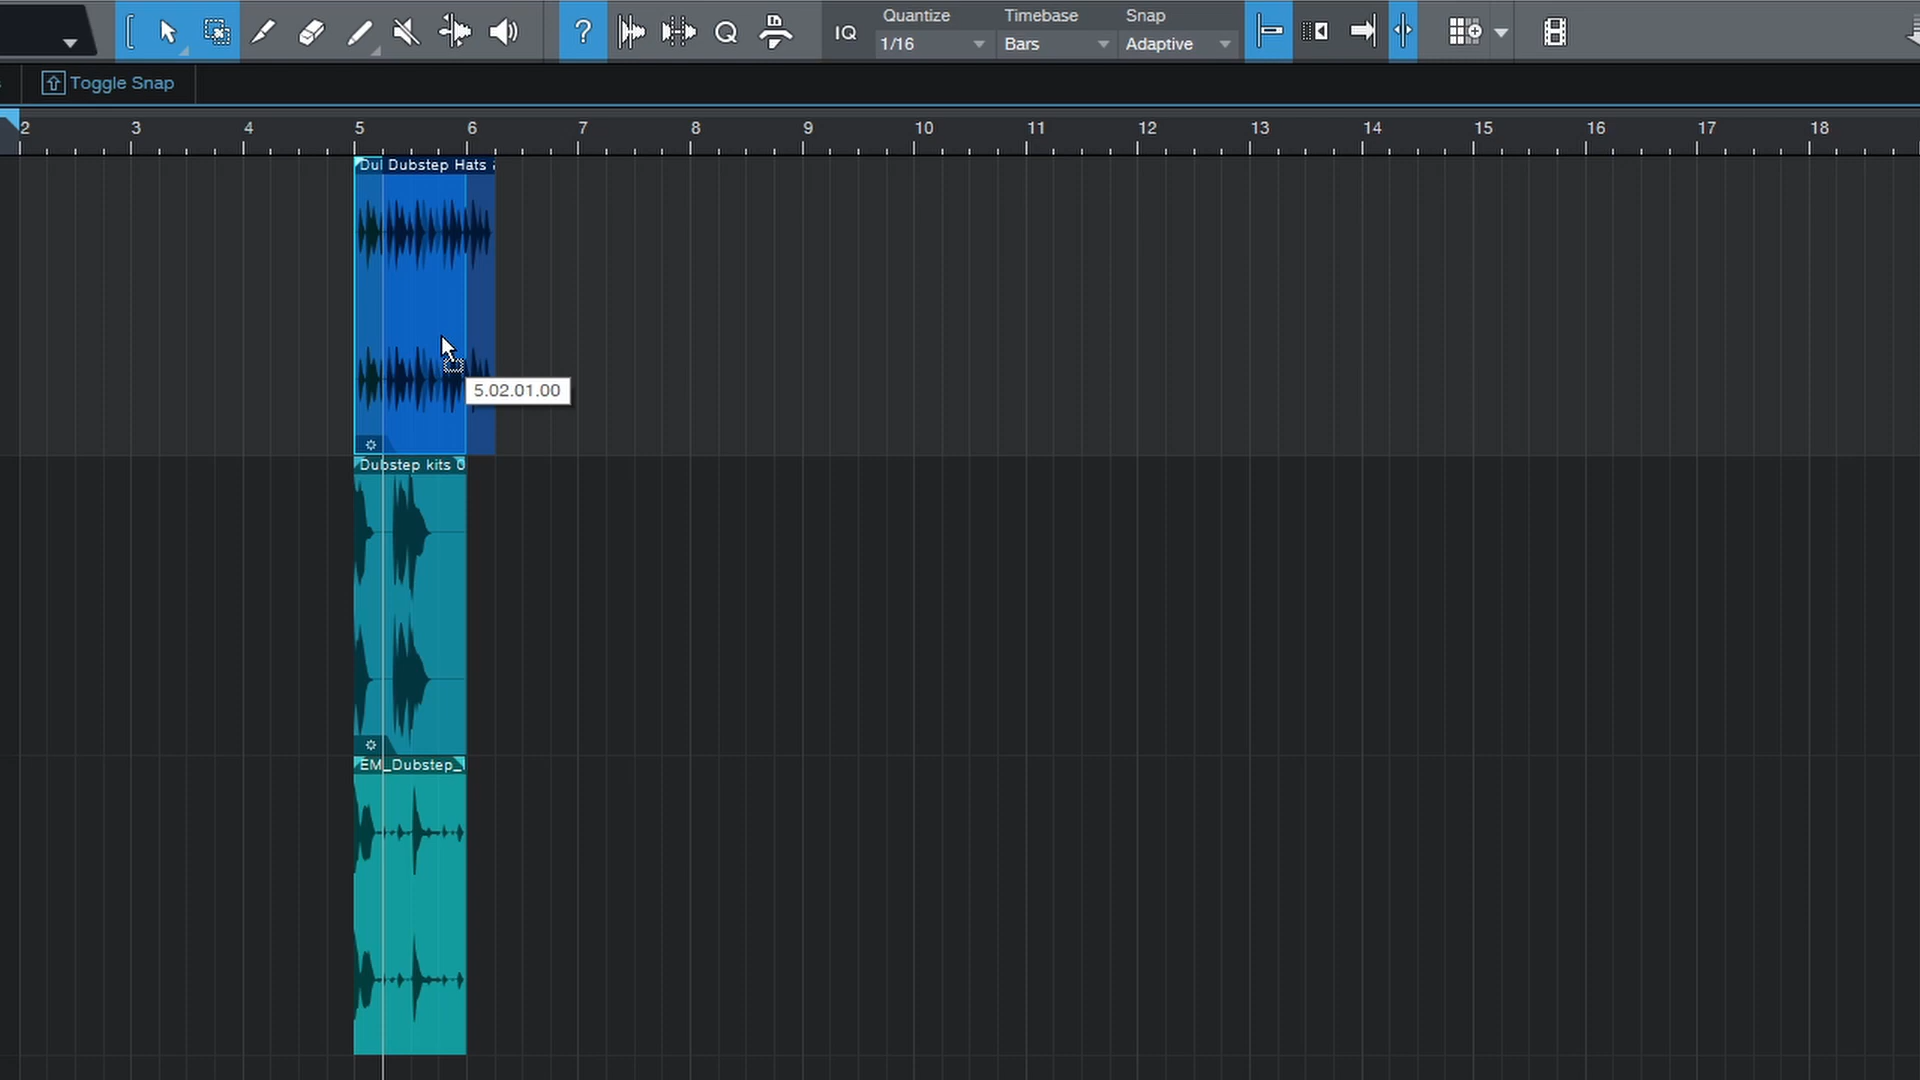 Quantize Timebase Snap
? IQ 1/16 Bars Adaptive
Toggle Snap
2 3 4 5 6 7 8 9 10 11 12 13 14 15 16 17 18
Dul Dubstep Hats
5.02.01.00
Dubstep kits 0
EM_Dubstep_